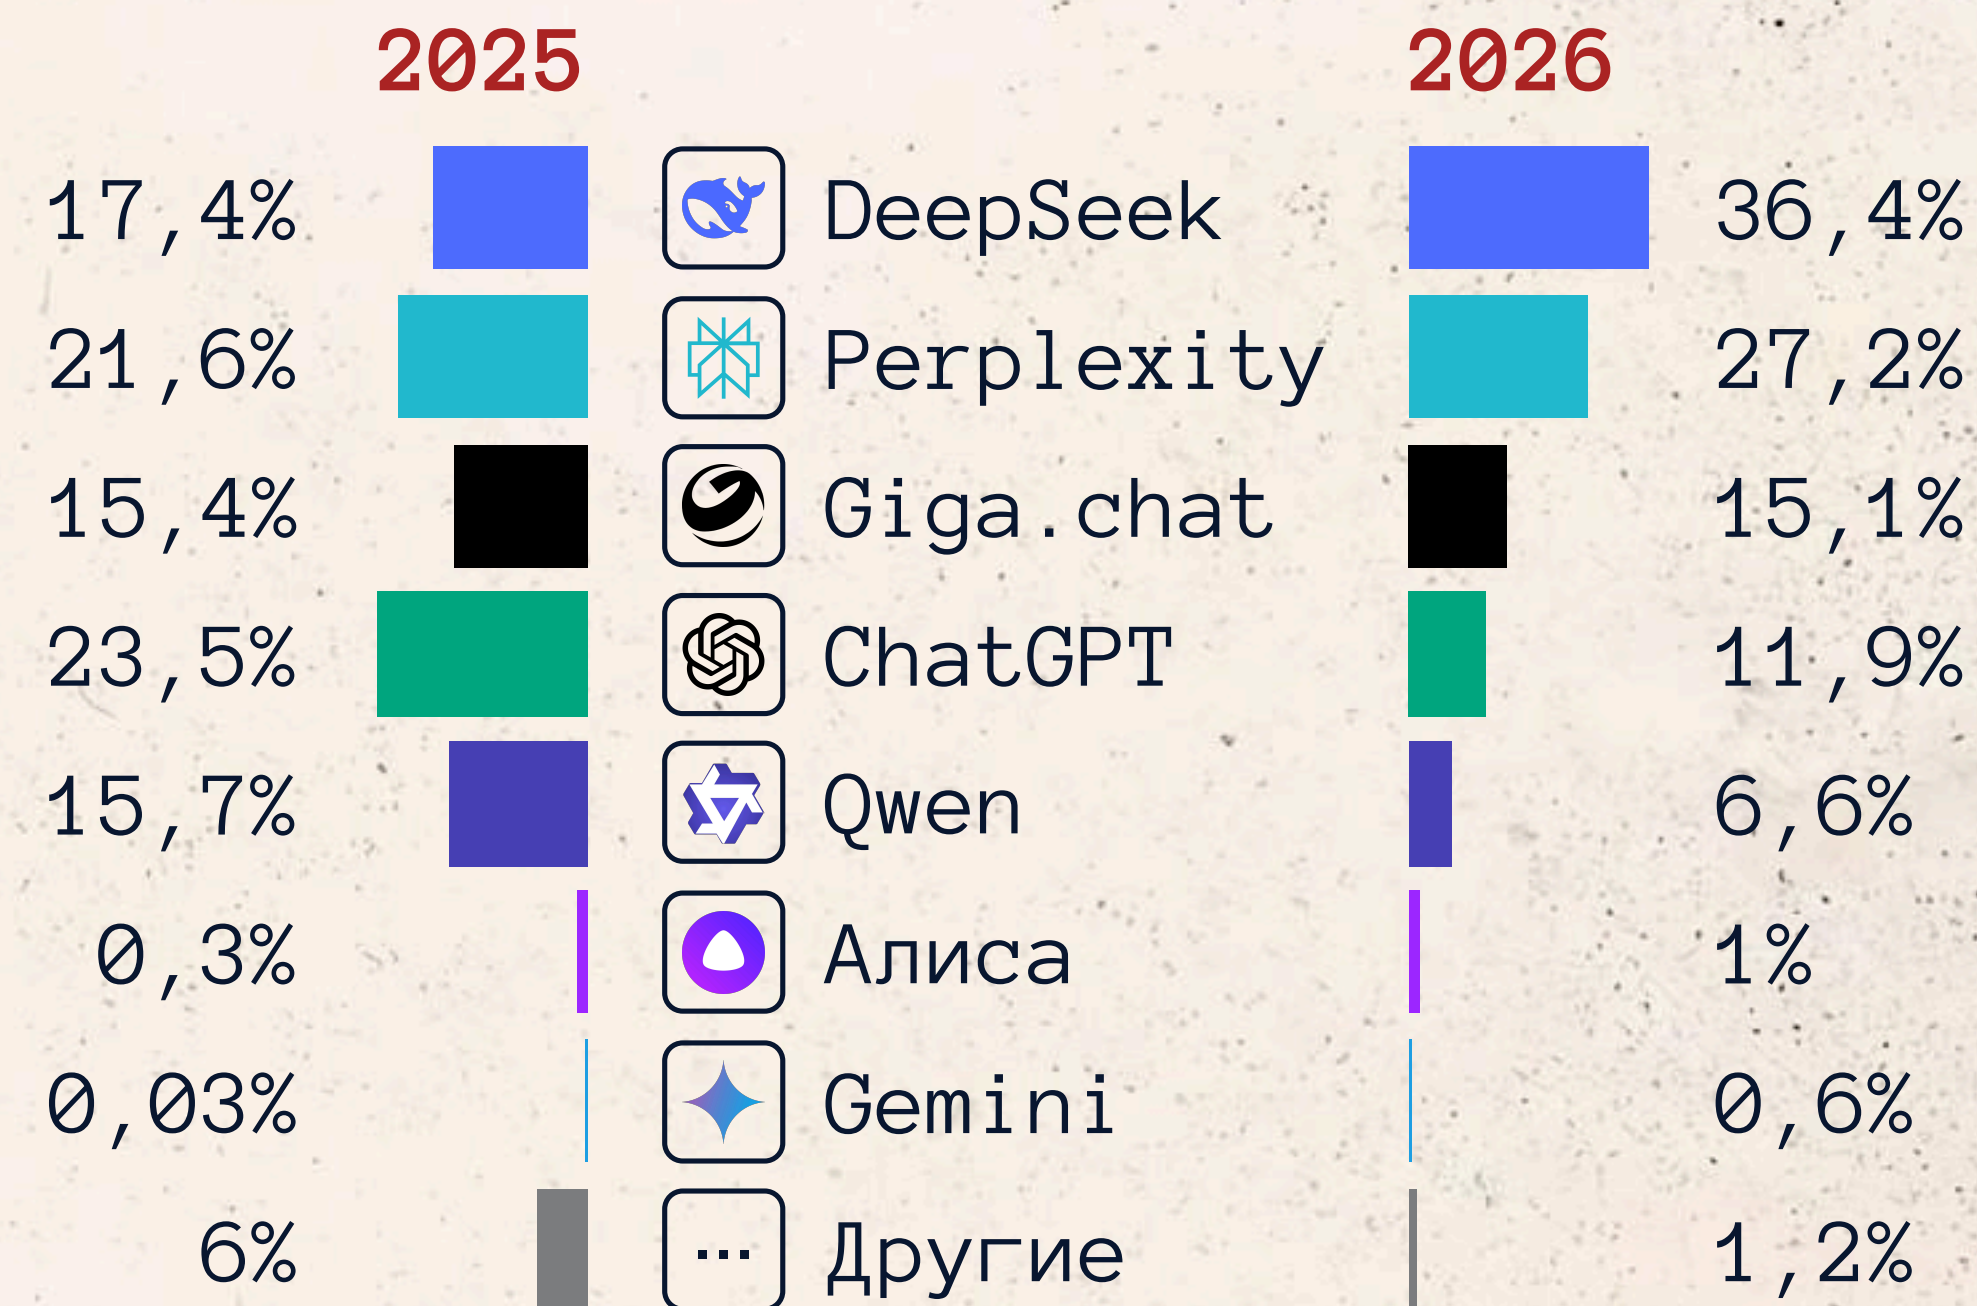 2025 2026
17,4% DeepSeek 36,4%
21,6% Perplexity 27,2%
15,4% Giga.chat 15,1%
23,5% ChatGPT 11,9%
15,7% Qwen 6,6%
0,3% Алиса 1%
0,03% Gemini 0,6%
6% Другие 1,2%